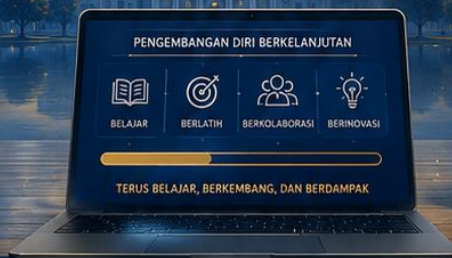 PENGEMBANGAN DIRI BERKELANJUTAN
BELAJAR
BERLATIH
BERKOLABORASI
BERINOVASI
TERUS BELAJAR, BERKEMBANG, DAN BERDAMPAK